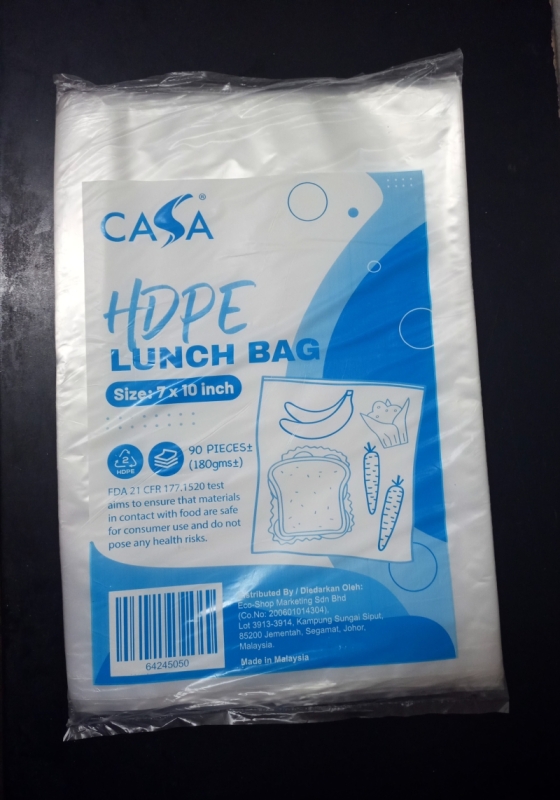 CASA®
HDPE
LUNCH BAG
Size: 7 x 10 inch
2
HDPE
90 PIECES±
(180gms±)
FDA 21 CFR 177.1520 test
aims to ensure that materials
in contact with food are safe
for consumer use and do not
pose any health risks.
64245050
Distributed By / Diedarkan Oleh:
Eco-Shop Marketing Sdn Bhd
(Co.No: 200601014304),
Lot 3913-3914, Kampung Sungai Siput,
85200 Jementah, Segamat, Johor,
Malaysia.
Made in Malaysia